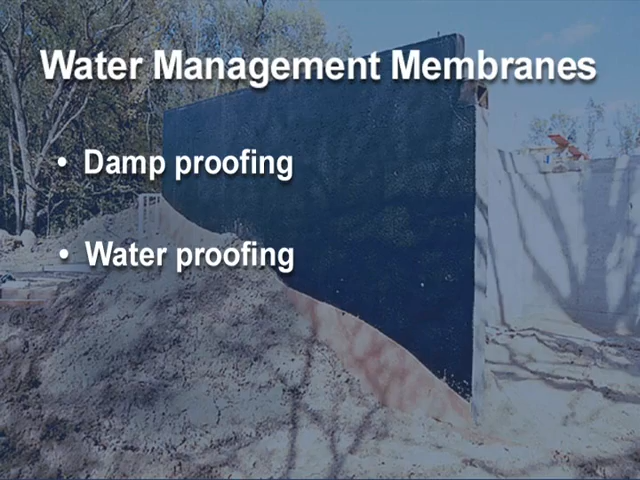 Water Management Membranes
• Damp proofing
• Water proofing